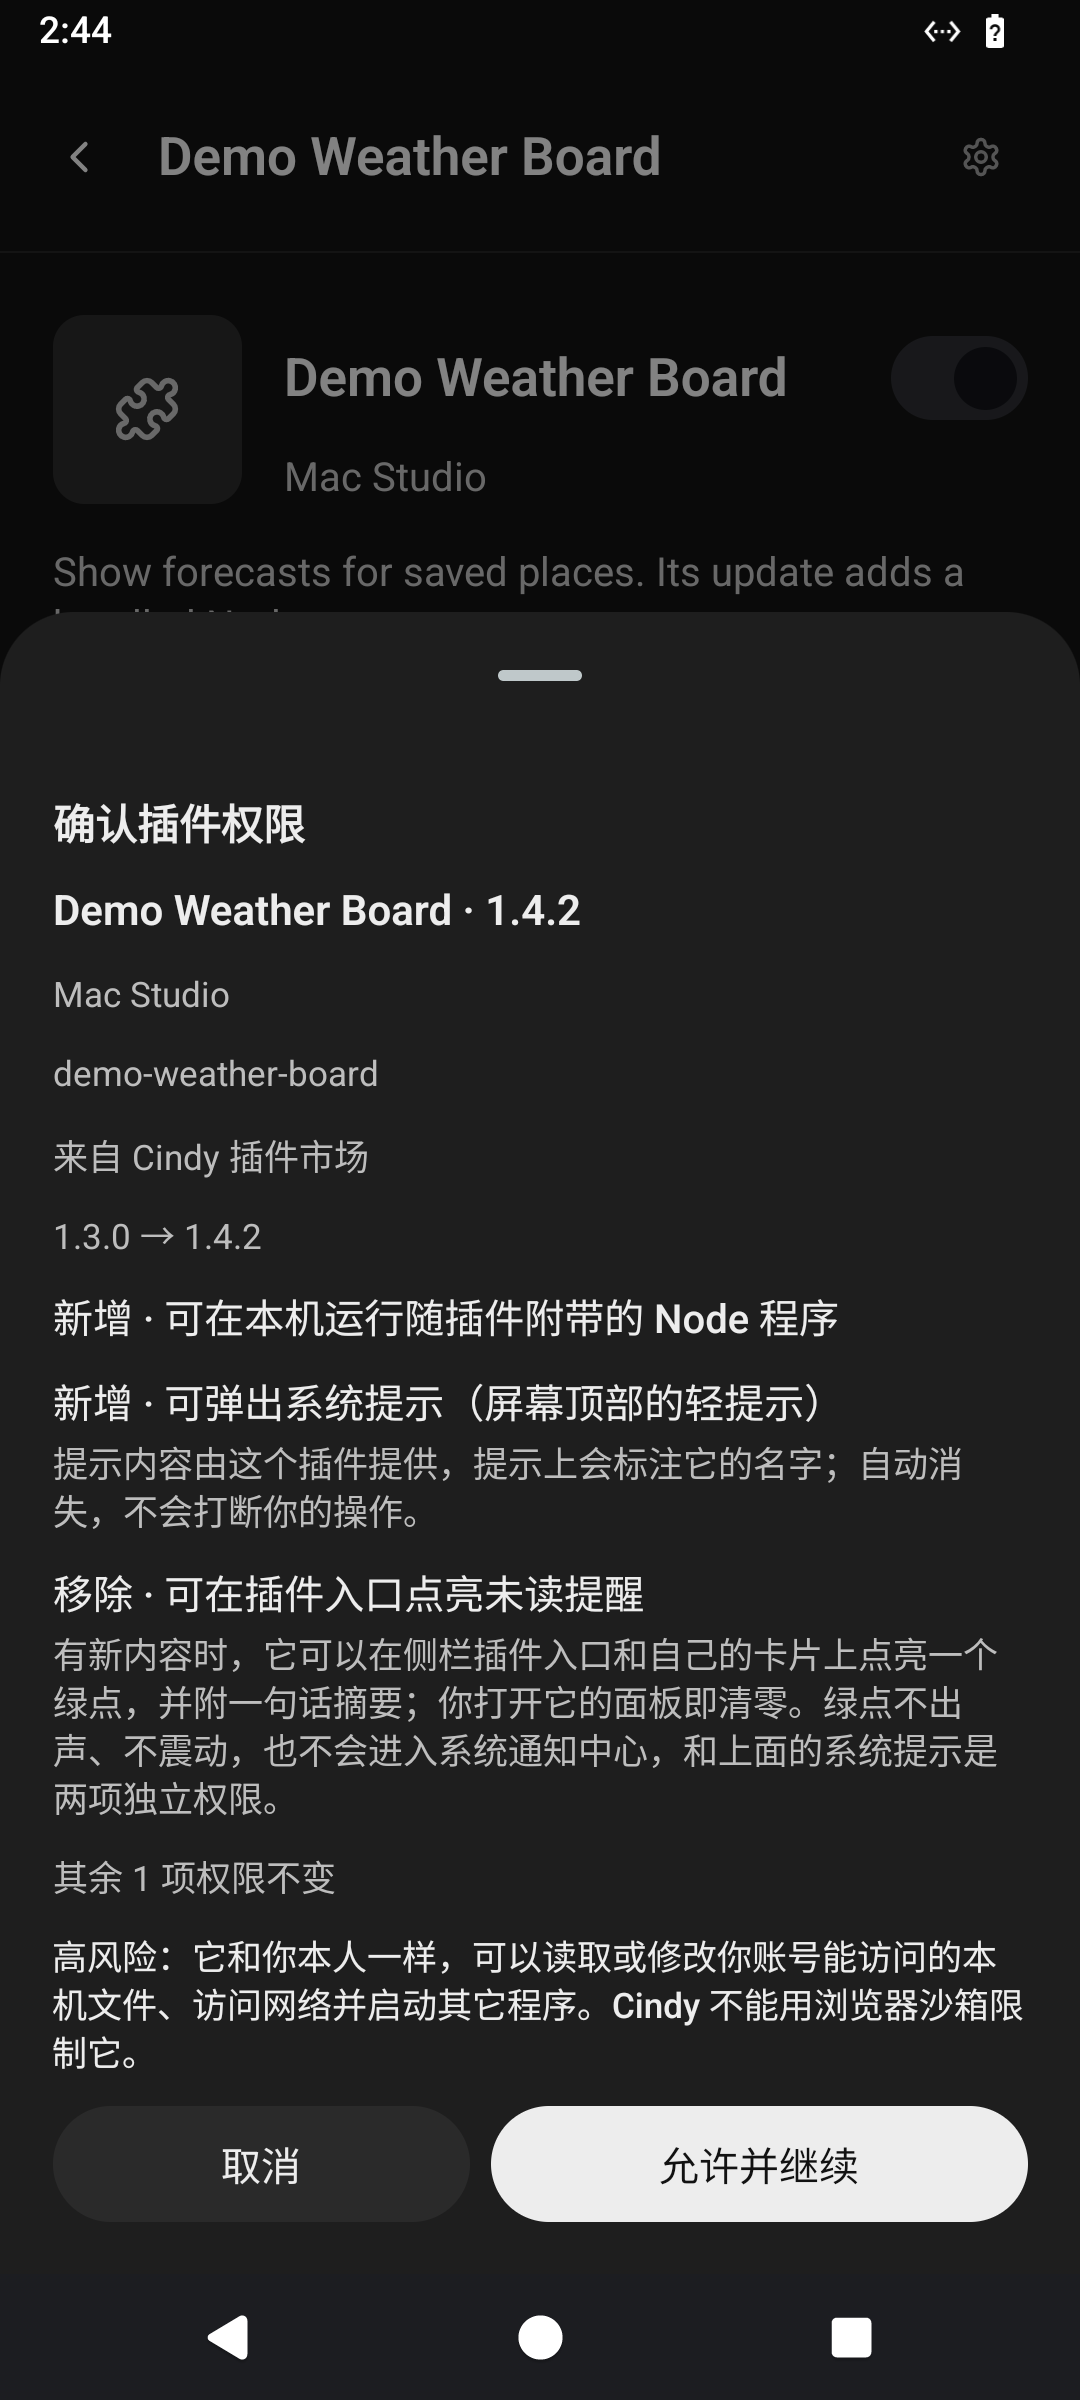 2:44
Demo Weather Board
Demo Weather Board
Mac Studio
Show forecasts for saved places. Its update adds a
确认插件权限
Demo Weather Board · 1.4.2
Mac Studio
demo-weather-board
来自 Cindy 插件市场
1.3.0 → 1.4.2
新增 · 可在本机运行随插件附带的 Node 程序
新增 · 可弹出系统提示（屏幕顶部的轻提示）
提示内容由这个插件提供，提示上会标注它的名字；自动消
失，不会打断你的操作。
移除 · 可在插件入口点亮未读提醒
有新内容时，它可以在侧栏插件入口和自己的卡片上点亮一个
绿点，并附一句话摘要；你打开它的面板即清零。绿点不出
声、不震动，也不会进入系统通知中心，和上面的系统提示是
两项独立权限。
其余 1 项权限不变
高风险：它和你本人一样，可以读取或修改你账号能访问的本
机文件、访问网络并启动其它程序。Cindy 不能用浏览器沙箱限
制它。
取消
允许并继续